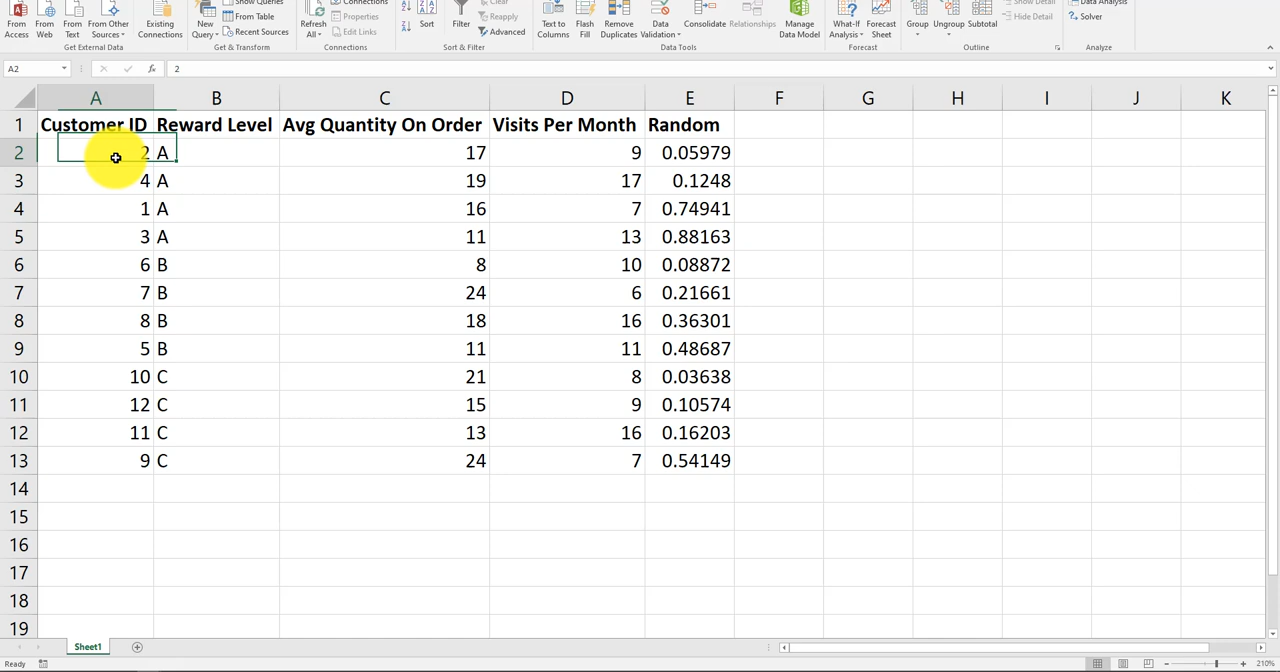 Show Queries
From Table
Recent Sources
Connections
Properties
Edit Links
Clear
Reapply
Advanced
Show Detail
Hide Detail
Data Analysis
Solver
From Access
From Web
From Text
From Other Sources
Existing Connections
New Query
Refresh All
Sort
Filter
Text to Columns
Flash Fill
Remove Duplicates
Data Validation
Consolidate
Relationships
Manage Data Model
What-If Analysis
Forecast Sheet
Group
Ungroup
Subtotal
Get External Data
Get & Transform
Connections
Sort & Filter
Data Tools
Forecast
Outline
Analyze
A2 fx 2
A B C D E F G H I J K
1 Customer ID Reward Level Avg Quantity On Order Visits Per Month Random
2 2 A 17 9 0.05979
3 4 A 19 17 0.1248
4 1 A 16 7 0.74941
5 3 A 11 13 0.88163
6 6 B 8 10 0.08872
7 7 B 24 6 0.21661
8 8 B 18 16 0.36301
9 5 B 11 11 0.48687
10 10 C 21 8 0.03638
11 12 C 15 9 0.10574
12 11 C 13 16 0.16203
13 9 C 24 7 0.54149
14
15
16
17
18
19
Sheet1
Ready
210%